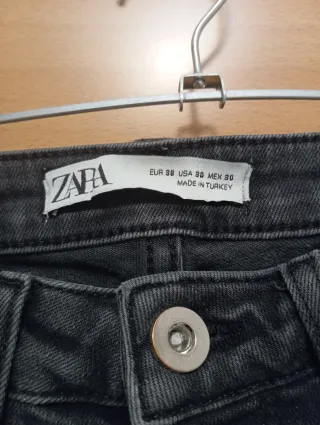 ZARA
EUR 38 USA 30 MEX 30
MADE IN TURKEY